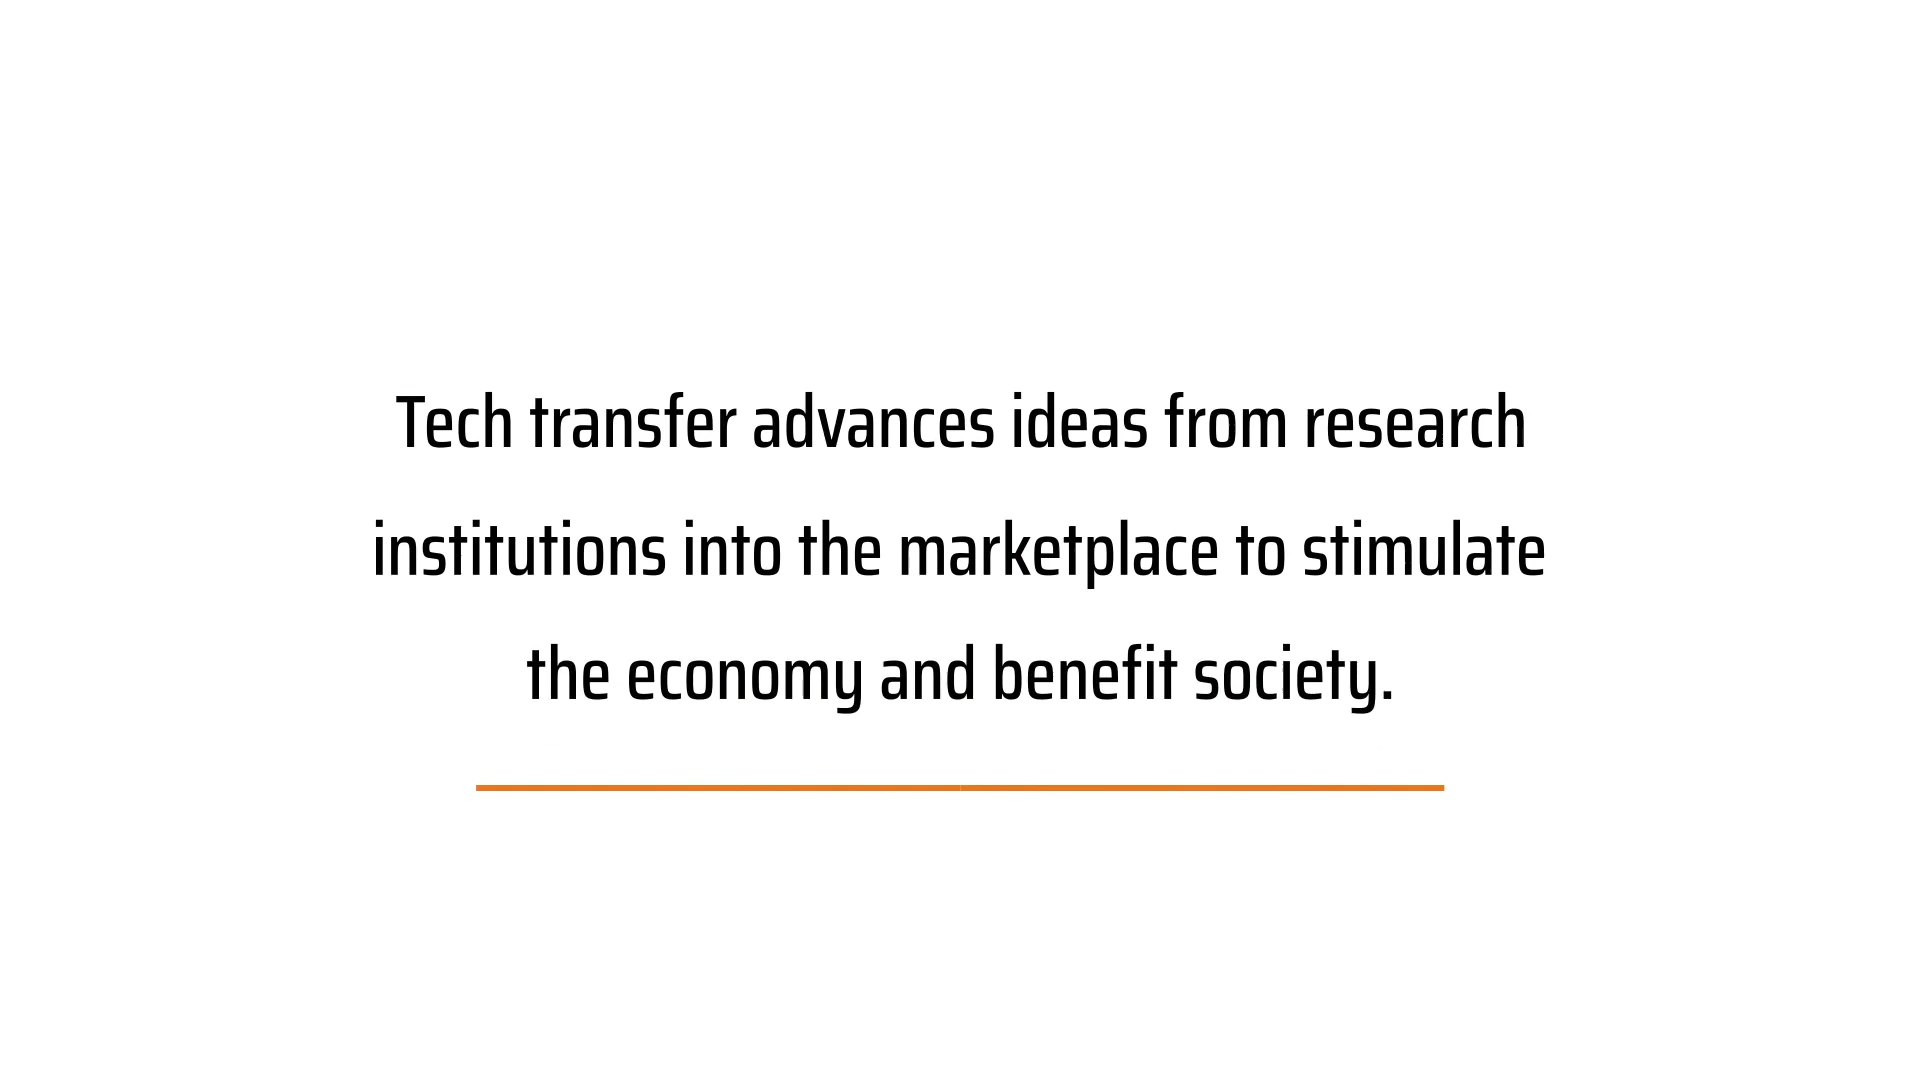 Tech transfer advances ideas from research
institutions into the marketplace to stimulate
the economy and benefit society.